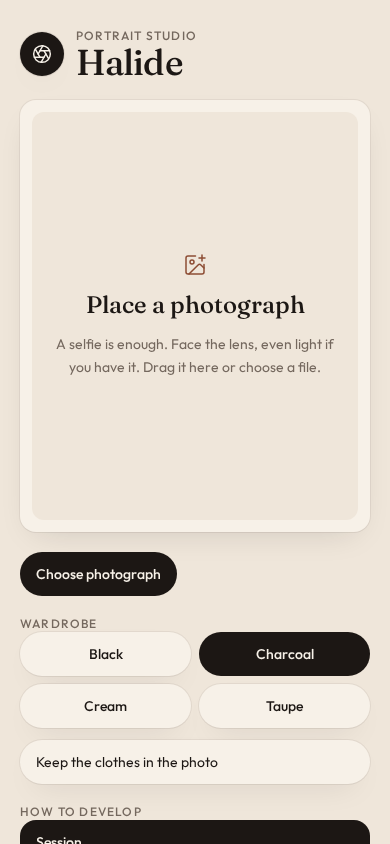 PORTRAIT STUDIO
Halide
Place a photograph
A selfie is enough. Face the lens, even light if
you have it. Drag it here or choose a file.
Choose photograph
WARDROBE
Black
Charcoal
Cream
Taupe
Keep the clothes in the photo
HOW TO DEVELOP
Session